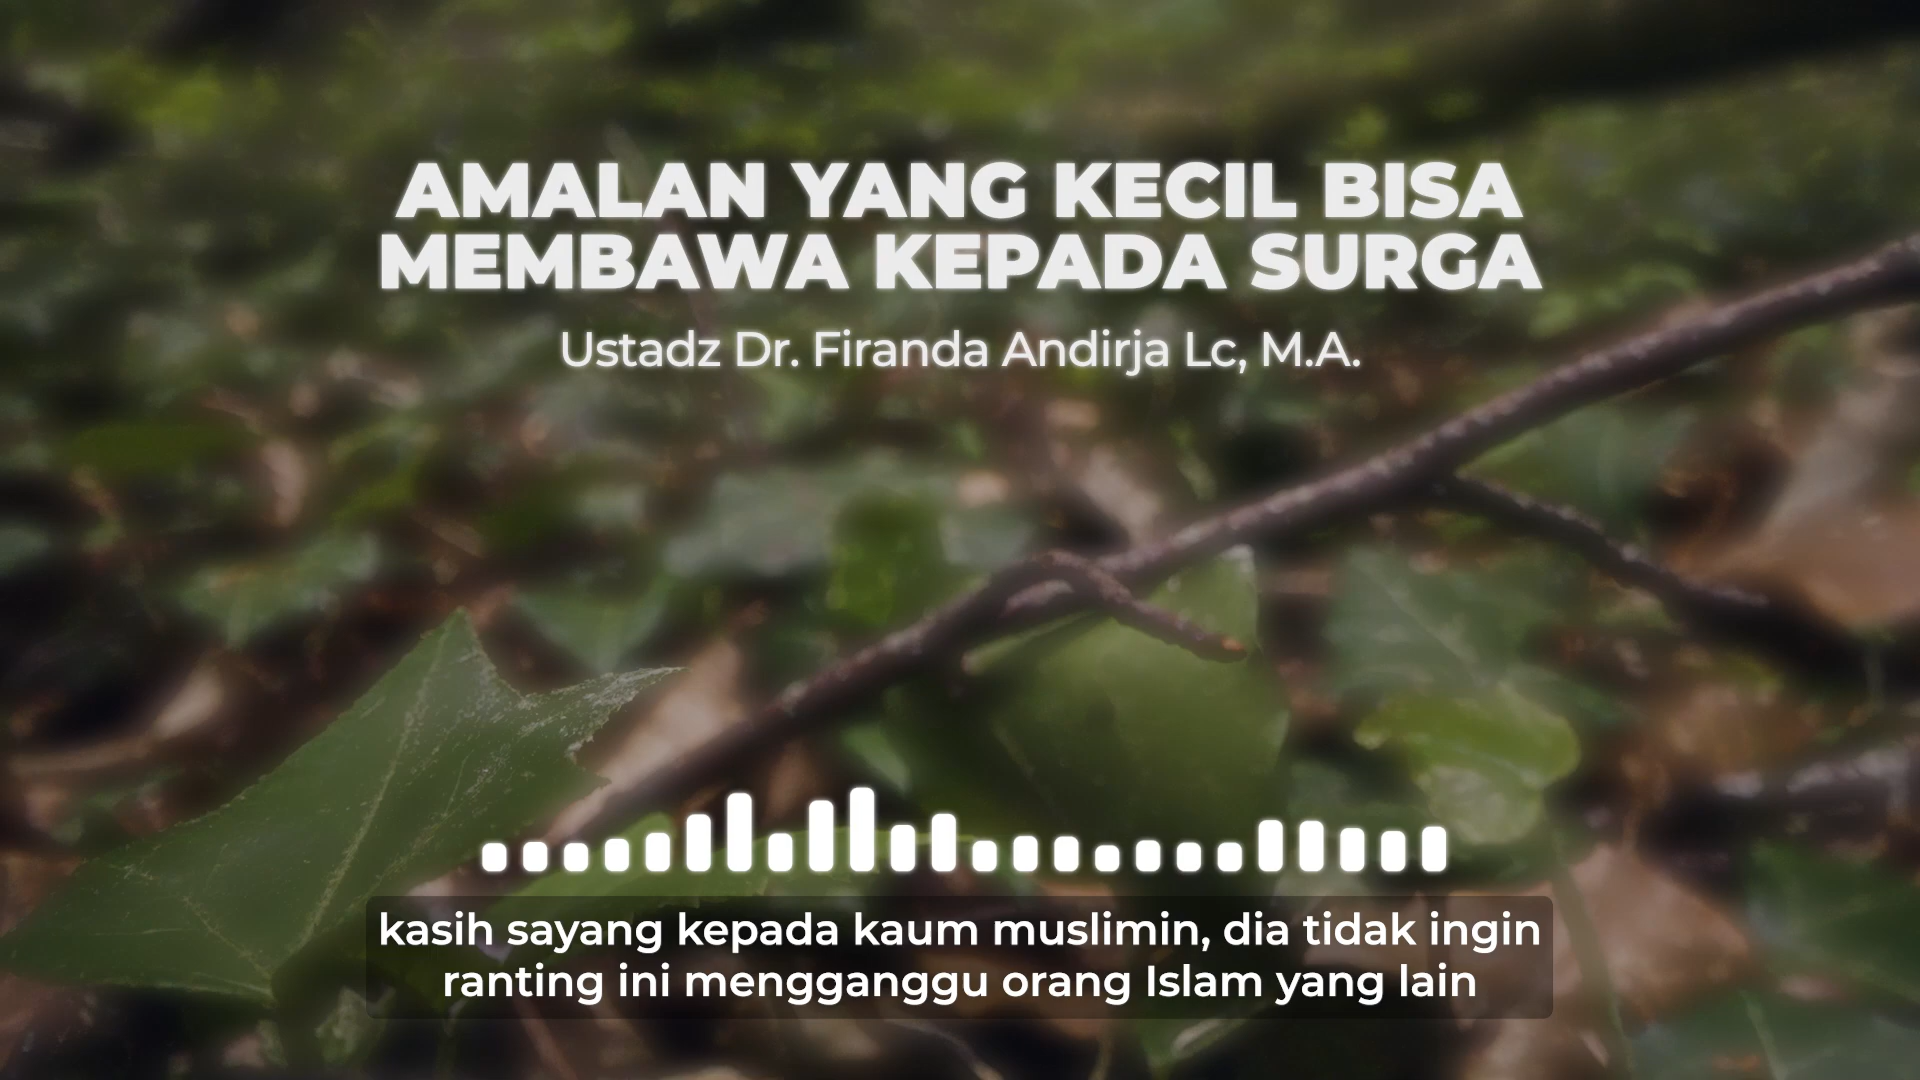 AMALAN YANG KECIL BISA
MEMBAWA KEPADA SURGA
Ustadz Dr. Firanda Andirja Lc, M.A.
kasih sayang kepada kaum muslimin, dia tidak ingin
ranting ini mengganggu orang Islam yang lain